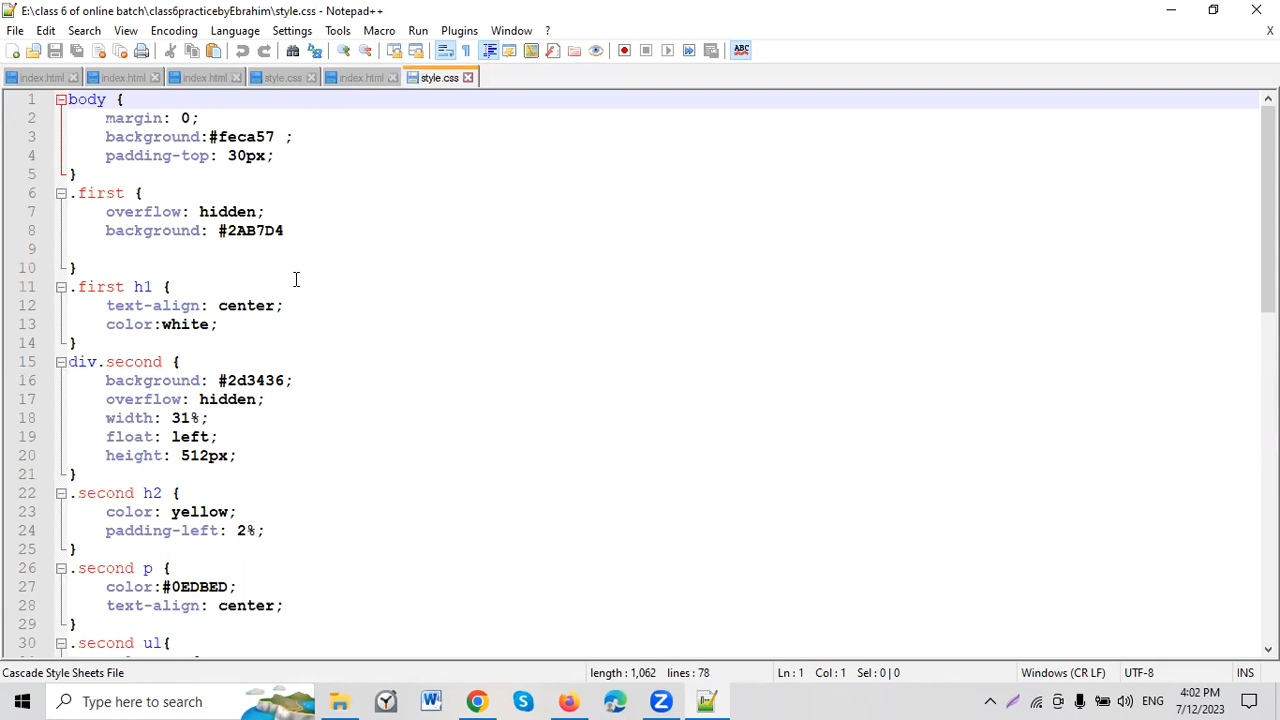 E:\class 6 of online batch\class6practicebyEbrahim\style.css - Notepad++
File Edit Search View Encoding Language Settings Tools Macro Run Plugins Window ? X
index.html index.html index.html style.css index.html style.css
1 body {
2 margin: 0;
3 background:#feca57 ;
4 padding-top: 30px;
5 }
6 .first {
7 overflow: hidden;
8 background: #2AB7D4
9
10 }
11 .first h1 {
12 text-align: center;
13 color:white;
14 }
15 div.second {
16 background: #2d3436;
17 overflow: hidden;
18 width: 31%;
19 float: left;
20 height: 512px;
21 }
22 .second h2 {
23 color: yellow;
24 padding-left: 2%;
25 }
26 .second p {
27 color:#0EDBED;
28 text-align: center;
29 }
30 .second ul{
Cascade Style Sheets File length : 1,062 lines : 78 Ln : 1 Col : 1 Sel : 0 | 0 Windows (CR LF) UTF-8 INS
Type here to search ENG 4:02 PM
7/12/2023